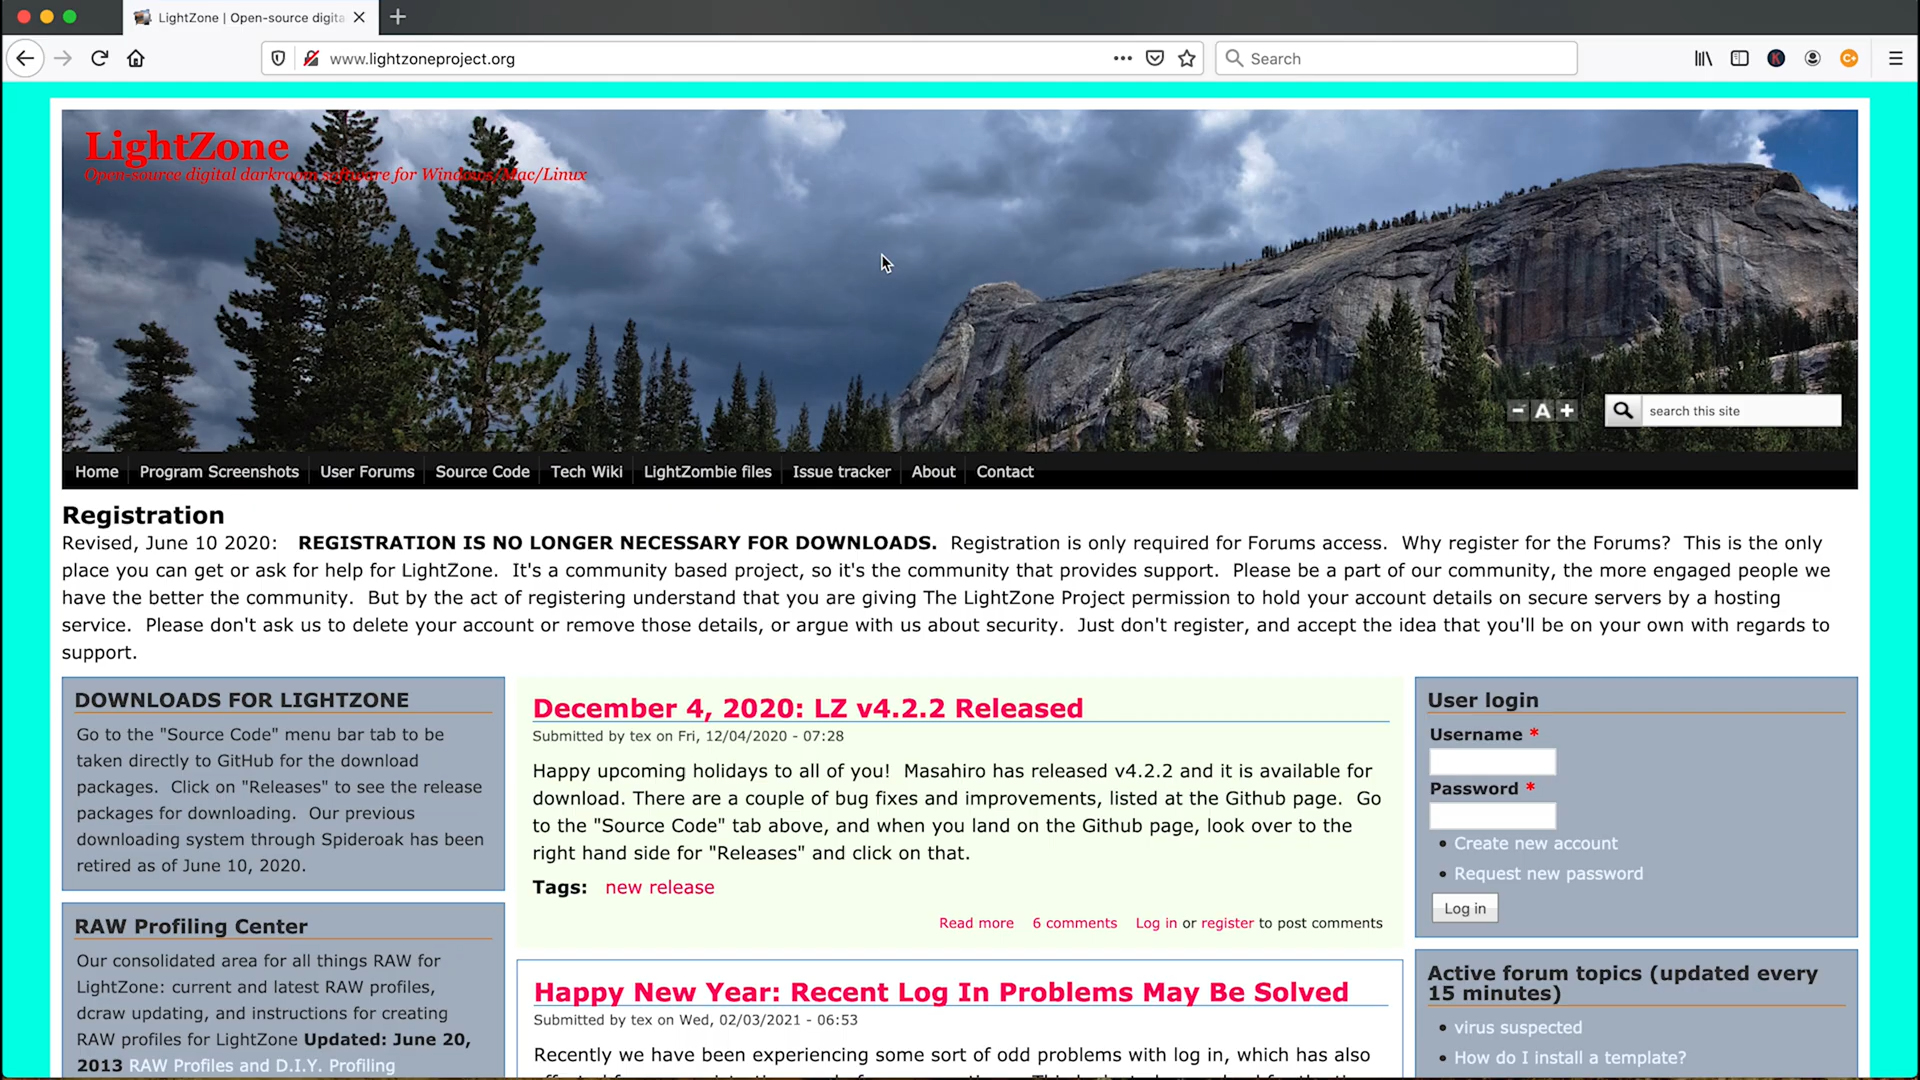 LightZone | Open-source digita
www.lightzoneproject.org
Search
LightZone
Open-source digital darkroom software for Windows/Mac/Linux
- A +
search this site
Home
Program Screenshots
User Forums
Source Code
Tech Wiki
LightZombie files
Issue tracker
About
Contact
Registration
Revised, June 10 2020: REGISTRATION IS NO LONGER NECESSARY FOR DOWNLOADS. Registration is only required for Forums access. Why register for the Forums? This is the only
place you can get or ask for help for LightZone. It's a community based project, so it's the community that provides support. Please be a part of our community, the more engaged people we
have the better the community. But by the act of registering understand that you are giving The LightZone Project permission to hold your account details on secure servers by a hosting
service. Please don't ask us to delete your account or remove those details, or argue with us about security. Just don't register, and accept the idea that you'll be on your own with regards to
support.
DOWNLOADS FOR LIGHTZONE
Go to the "Source Code" menu bar tab to be
taken directly to GitHub for the download
packages. Click on "Releases" to see the release
packages for downloading. Our previous
downloading system through Spideroak has been
retired as of June 10, 2020.
RAW Profiling Center
Our consolidated area for all things RAW for
LightZone: current and latest RAW profiles,
dcraw updating, and instructions for creating
RAW profiles for LightZone Updated: June 20,
2013 RAW Profiles and D.I.Y. Profiling
December 4, 2020: LZ v4.2.2 Released
Submitted by tex on Fri, 12/04/2020 - 07:28
Happy upcoming holidays to all of you! Masahiro has released v4.2.2 and it is available for
download. There are a couple of bug fixes and improvements, listed at the Github page. Go
to the "Source Code" tab above, and when you land on the Github page, look over to the
right hand side for "Releases" and click on that.
Tags: new release
Read more 6 comments Log in or register to post comments
Happy New Year: Recent Log In Problems May Be Solved
Submitted by tex on Wed, 02/03/2021 - 06:53
Recently we have been experiencing some sort of odd problems with log in, which has also
User login
Username *
Password *
Create new account
Request new password
Log in
Active forum topics (updated every
15 minutes)
virus suspected
How do I install a template?